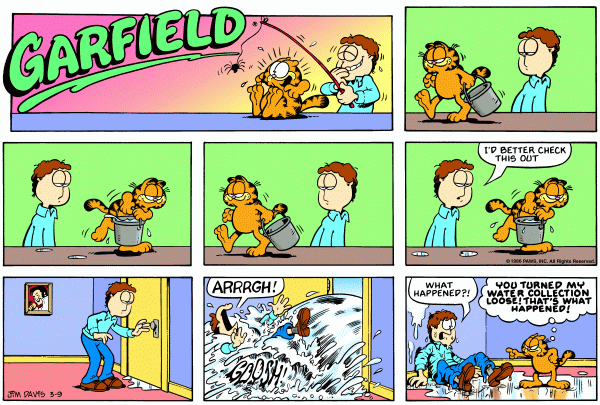 GARFIELD
I'D BETTER CHECK
THIS OUT
© 1986 PAWS, INC. All Rights Reserved.
JIM DAVIS 3-9
ARRRGH!
GOOSH!
WHAT
HAPPENED?!
YOU TURNED MY
WATER COLLECTION
LOOSE! THAT'S WHAT
HAPPENED!